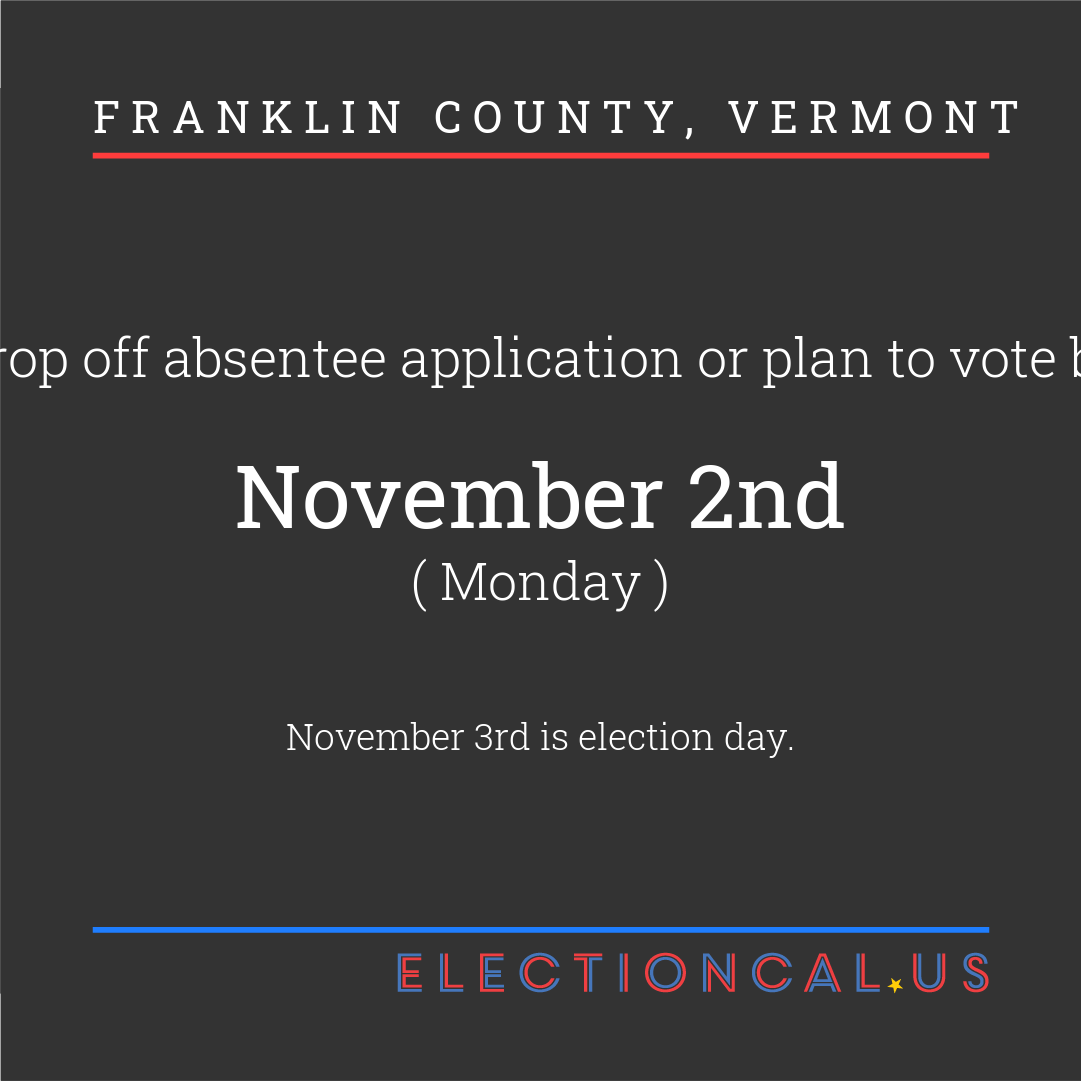 FRANKLIN COUNTY, VERMONT
rop off absentee application or plan to vote b
November 2nd
( Monday )
November 3rd is election day.
ELECTIONCAL.US